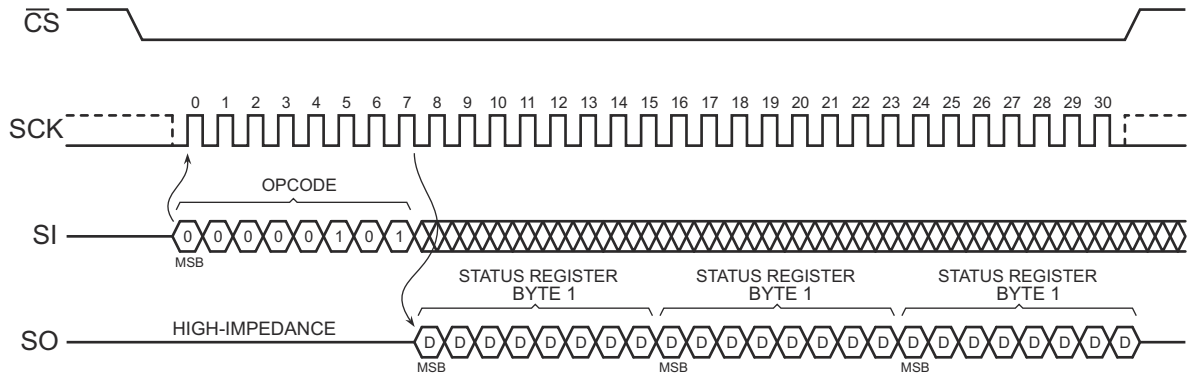 CS
0 1 2 3 4 5 6 7 8 9 10 11 12 13 14 15 16 17 18 19 20 21 22 23 24 25 26 27 28 29 30
SCK
OPCODE
SI 0 0 0 0 0 1 0 1
MSB
STATUS REGISTER BYTE 1
STATUS REGISTER BYTE 1
STATUS REGISTER BYTE 1
HIGH-IMPEDANCE
SO D D D D D D D D D D D D D D D D D D D D D D D D
MSB MSB MSB